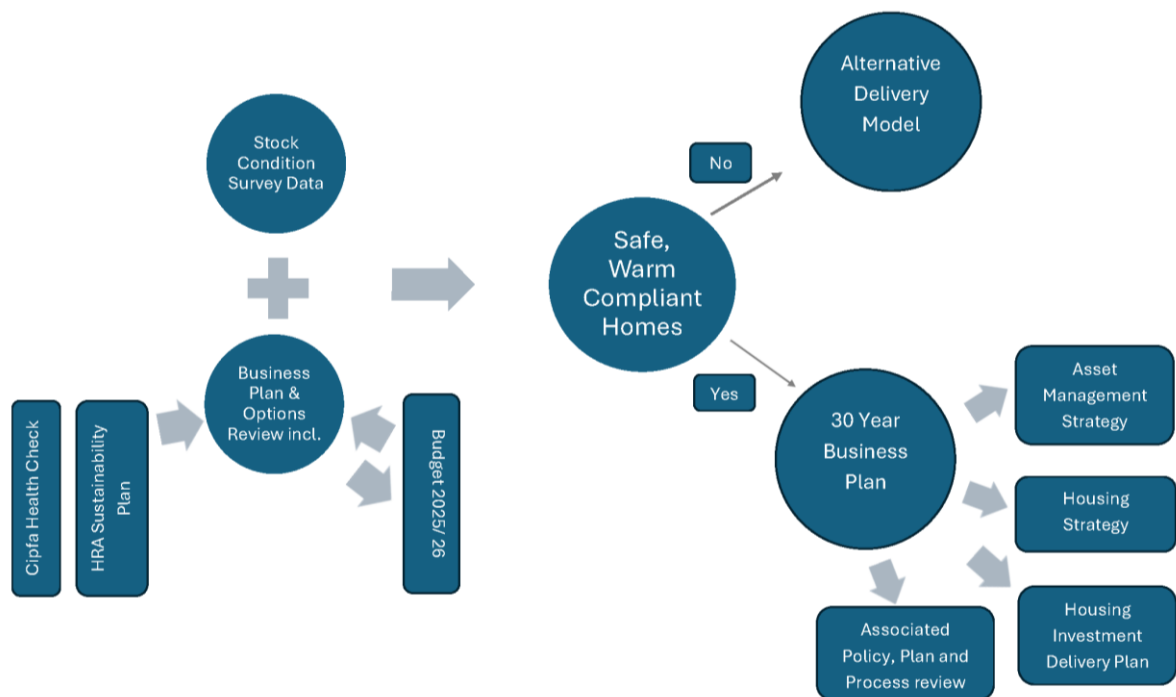 Stock
Condition
Survey Data
Business
Plan &
Options
Review incl.
Cipfa Health Check
HRA Sustainability
Plan
Budget 2025/ 26
Safe,
Warm
Compliant
Homes
No
Alternative
Delivery
Model
Yes
30 Year
Business
Plan
Asset
Management
Strategy
Housing
Strategy
Housing
Investment
Delivery Plan
Associated
Policy, Plan and
Process review